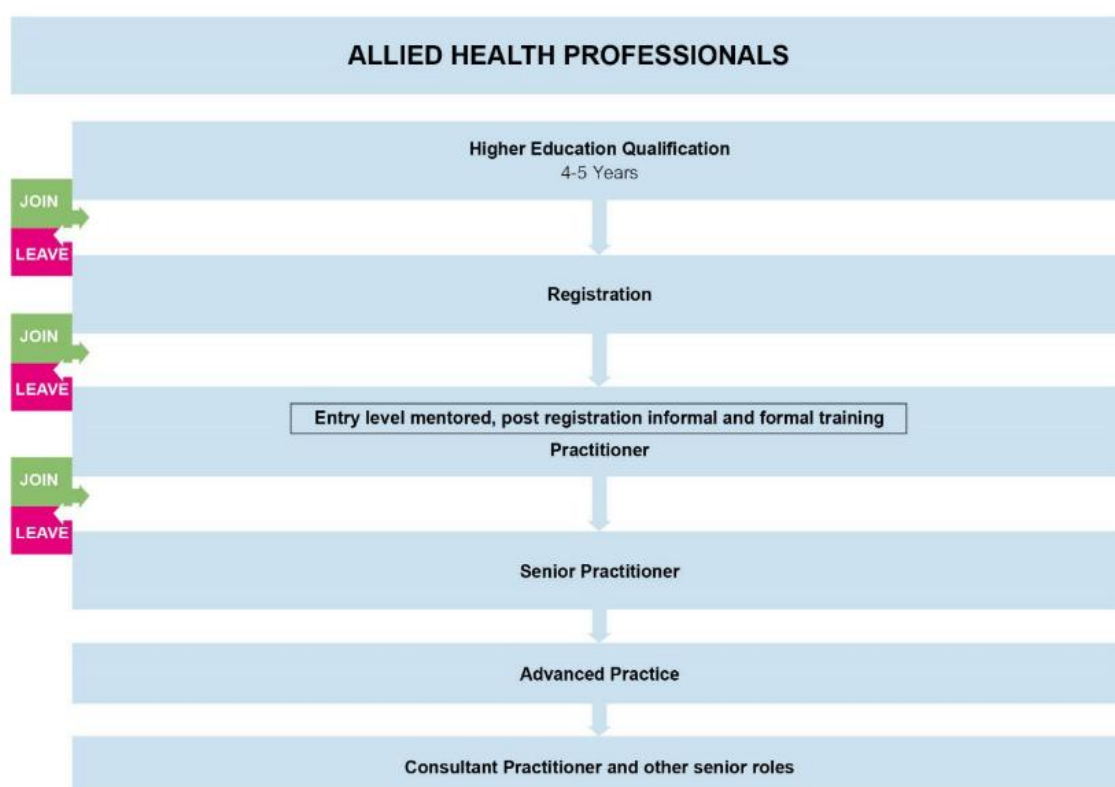 ALLIED HEALTH PROFESSIONALS
Higher Education Qualification
4-5 Years
JOIN
LEAVE
Registration
JOIN
LEAVE
Entry level mentored, post registration informal and formal training
Practitioner
JOIN
LEAVE
Senior Practitioner
Advanced Practice
Consultant Practitioner and other senior roles